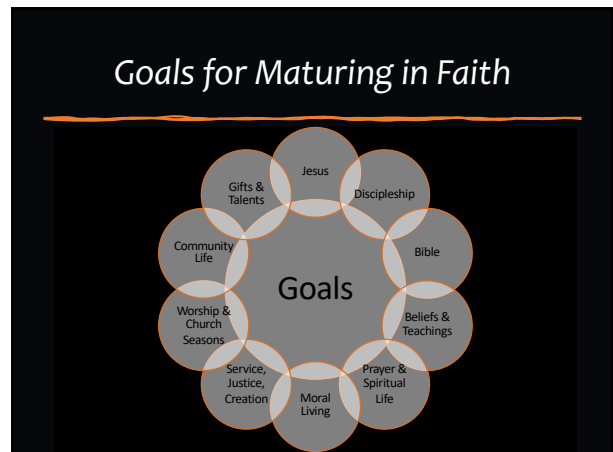 Goals for Maturing in Faith
Jesus
Discipleship
Bible
Beliefs &
Teachings
Prayer &
Spiritual
Life
Moral
Living
Service,
Justice,
Creation
Worship &
Church
Seasons
Community
Life
Gifts &
Talents
Goals